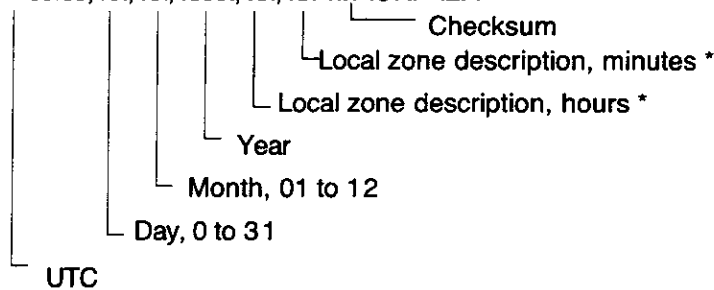 Checksum
Local zone description, minutes *
Local zone description, hours *
Year
Month, 01 to 12
Day, 0 to 31
UTC